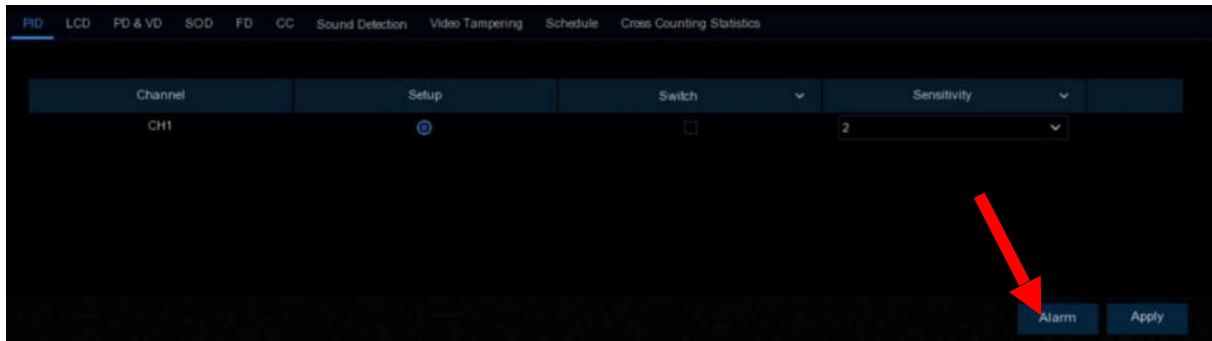 PID LCD PD & VD SOD FD CC Sound Detection Video Tampering Schedule Cross Counting Statistics
Channel Setup Switch Sensitivity
CH1 2
Alarm Apply